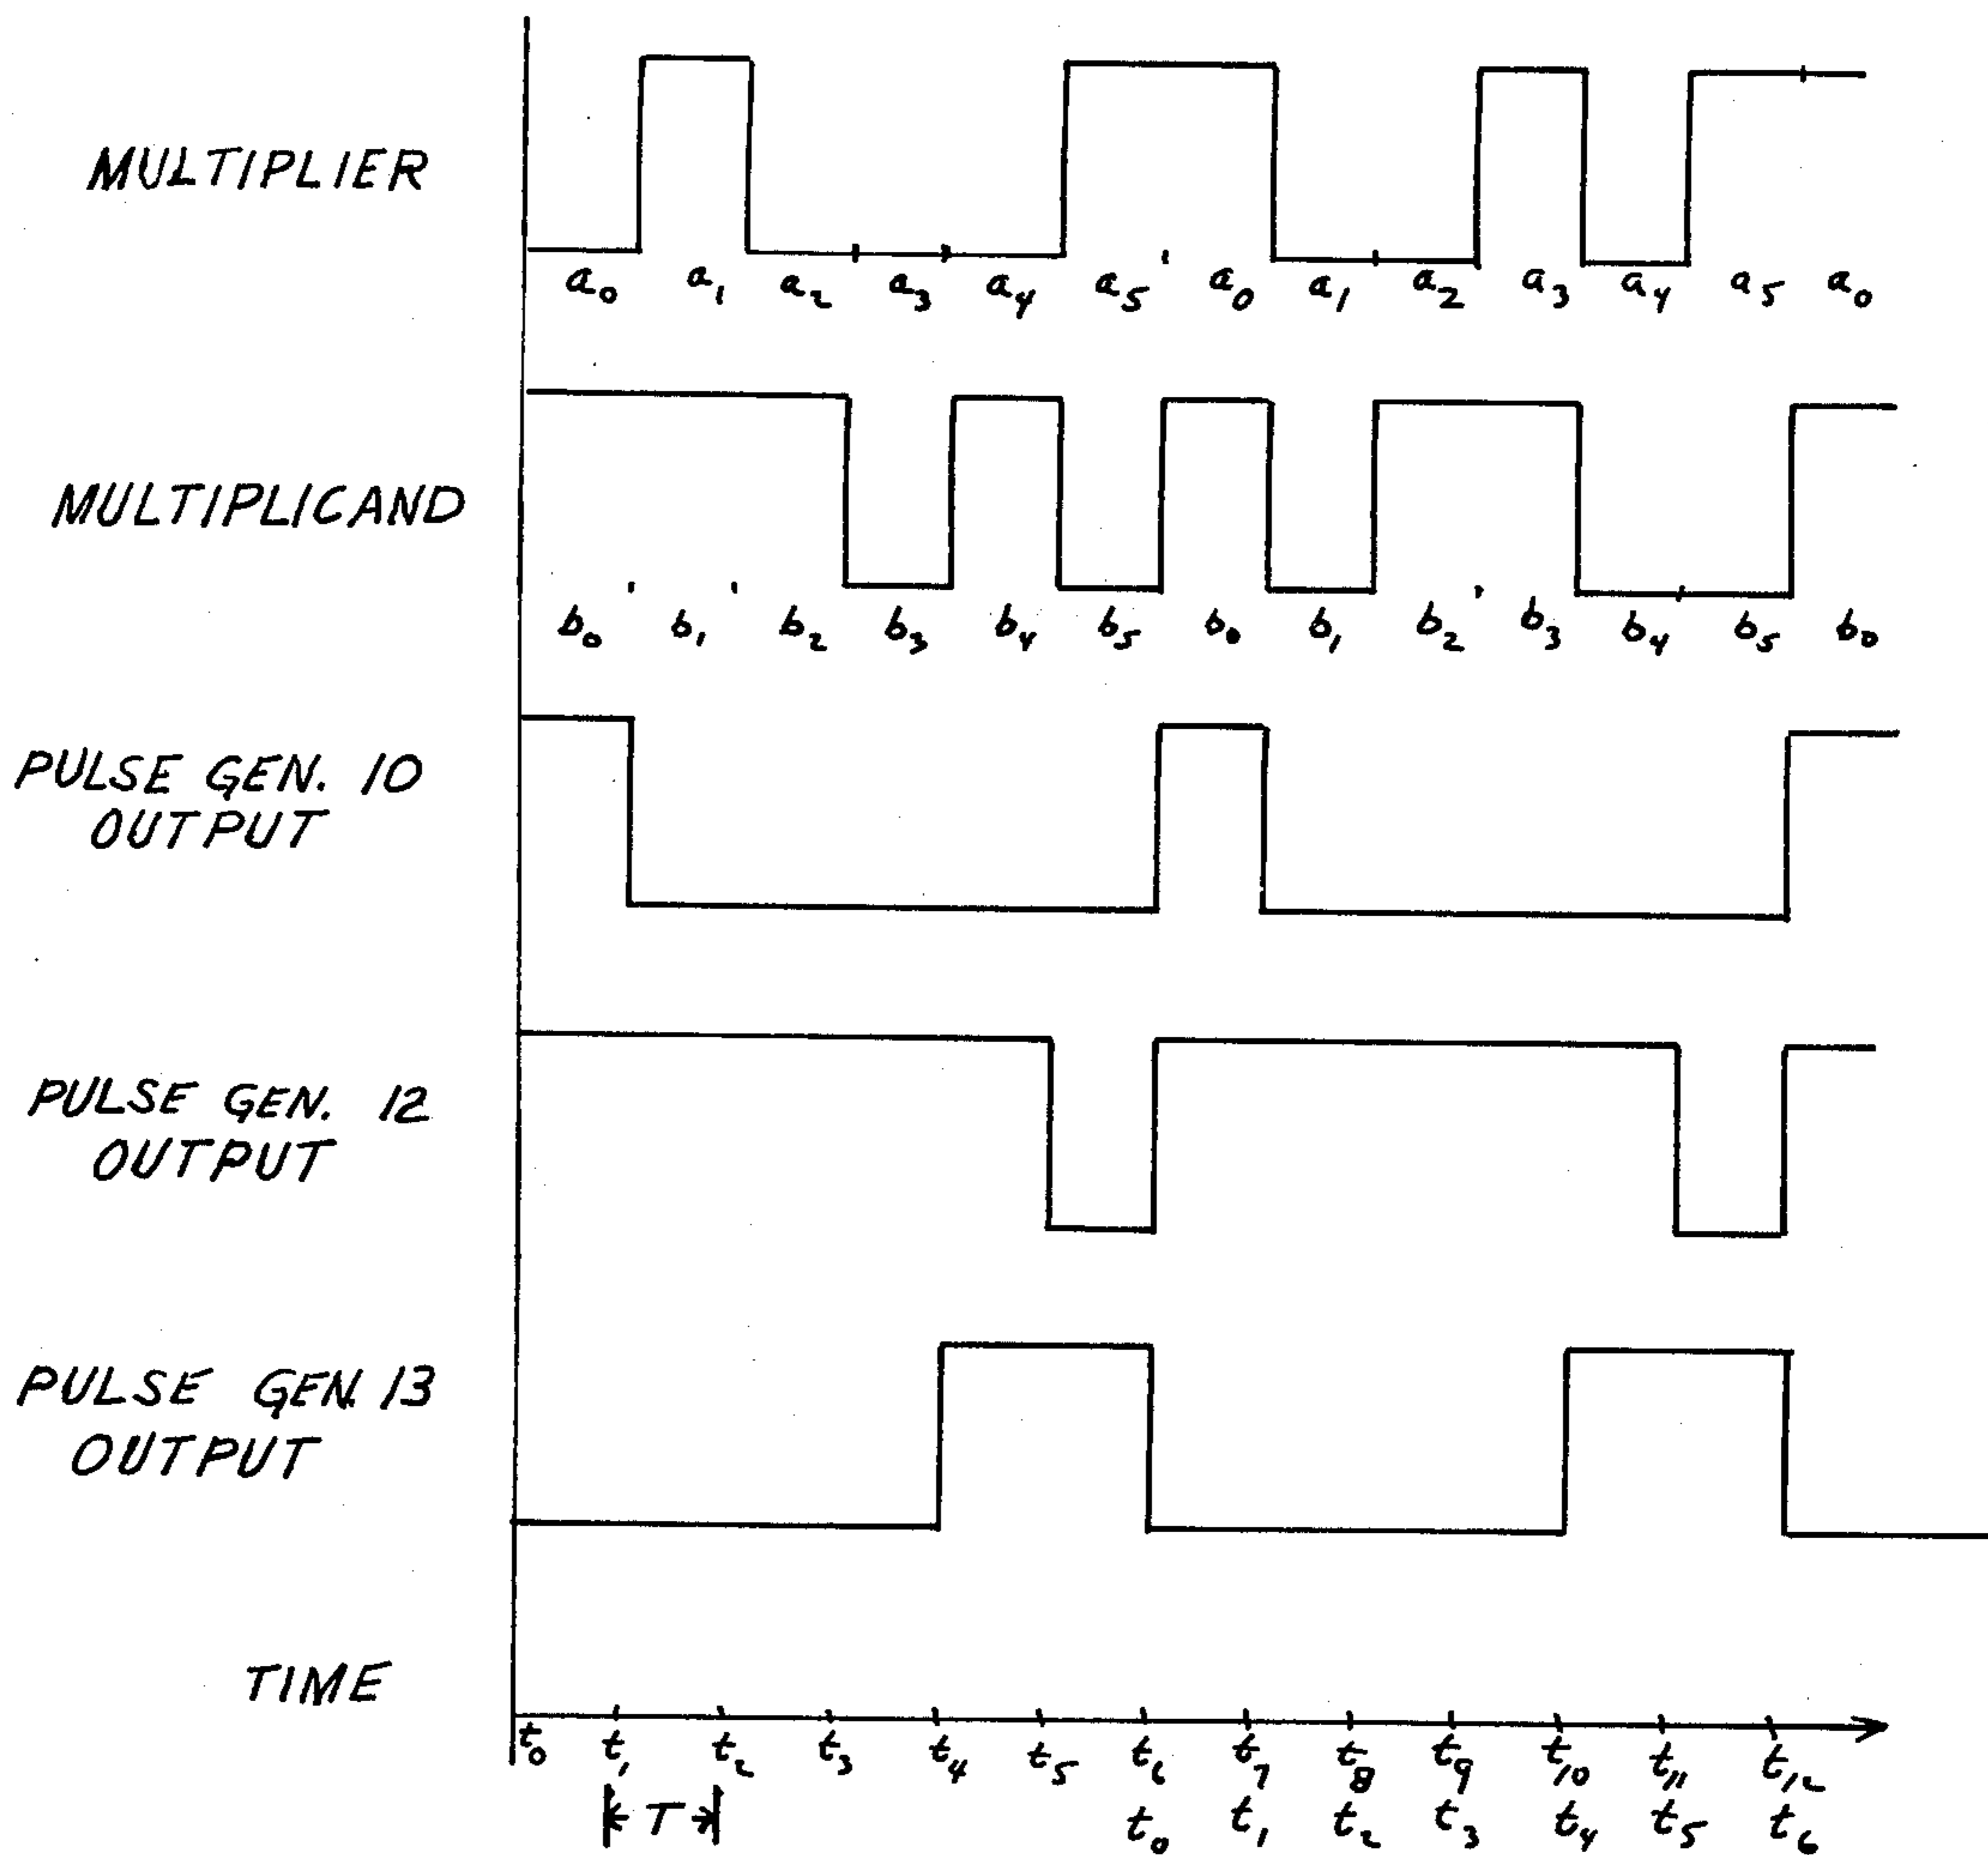 MULTIPLIER
a₀ a₁ a₂ a₃ a₄ a₅ a₀ a₁ a₂ a₃ a₄ a₅ a₀
MULTIPLICAND
b₀ b₁ b₂ b₃ b₄ b₅ b₀ b₁ b₂ b₃ b₄ b₅ b₀
PULSE GEN. 10
OUTPUT
PULSE GEN. 12
OUTPUT
PULSE GEN. 13
OUTPUT
TIME
t₀ t₁ t₂ t₃ t₄ t₅ t₆ t₇ t₈ t₉ t₁₀ t₁₁ t₁₂
T t₀ t₁ t₂ t₃ t₄ t₅ t₆